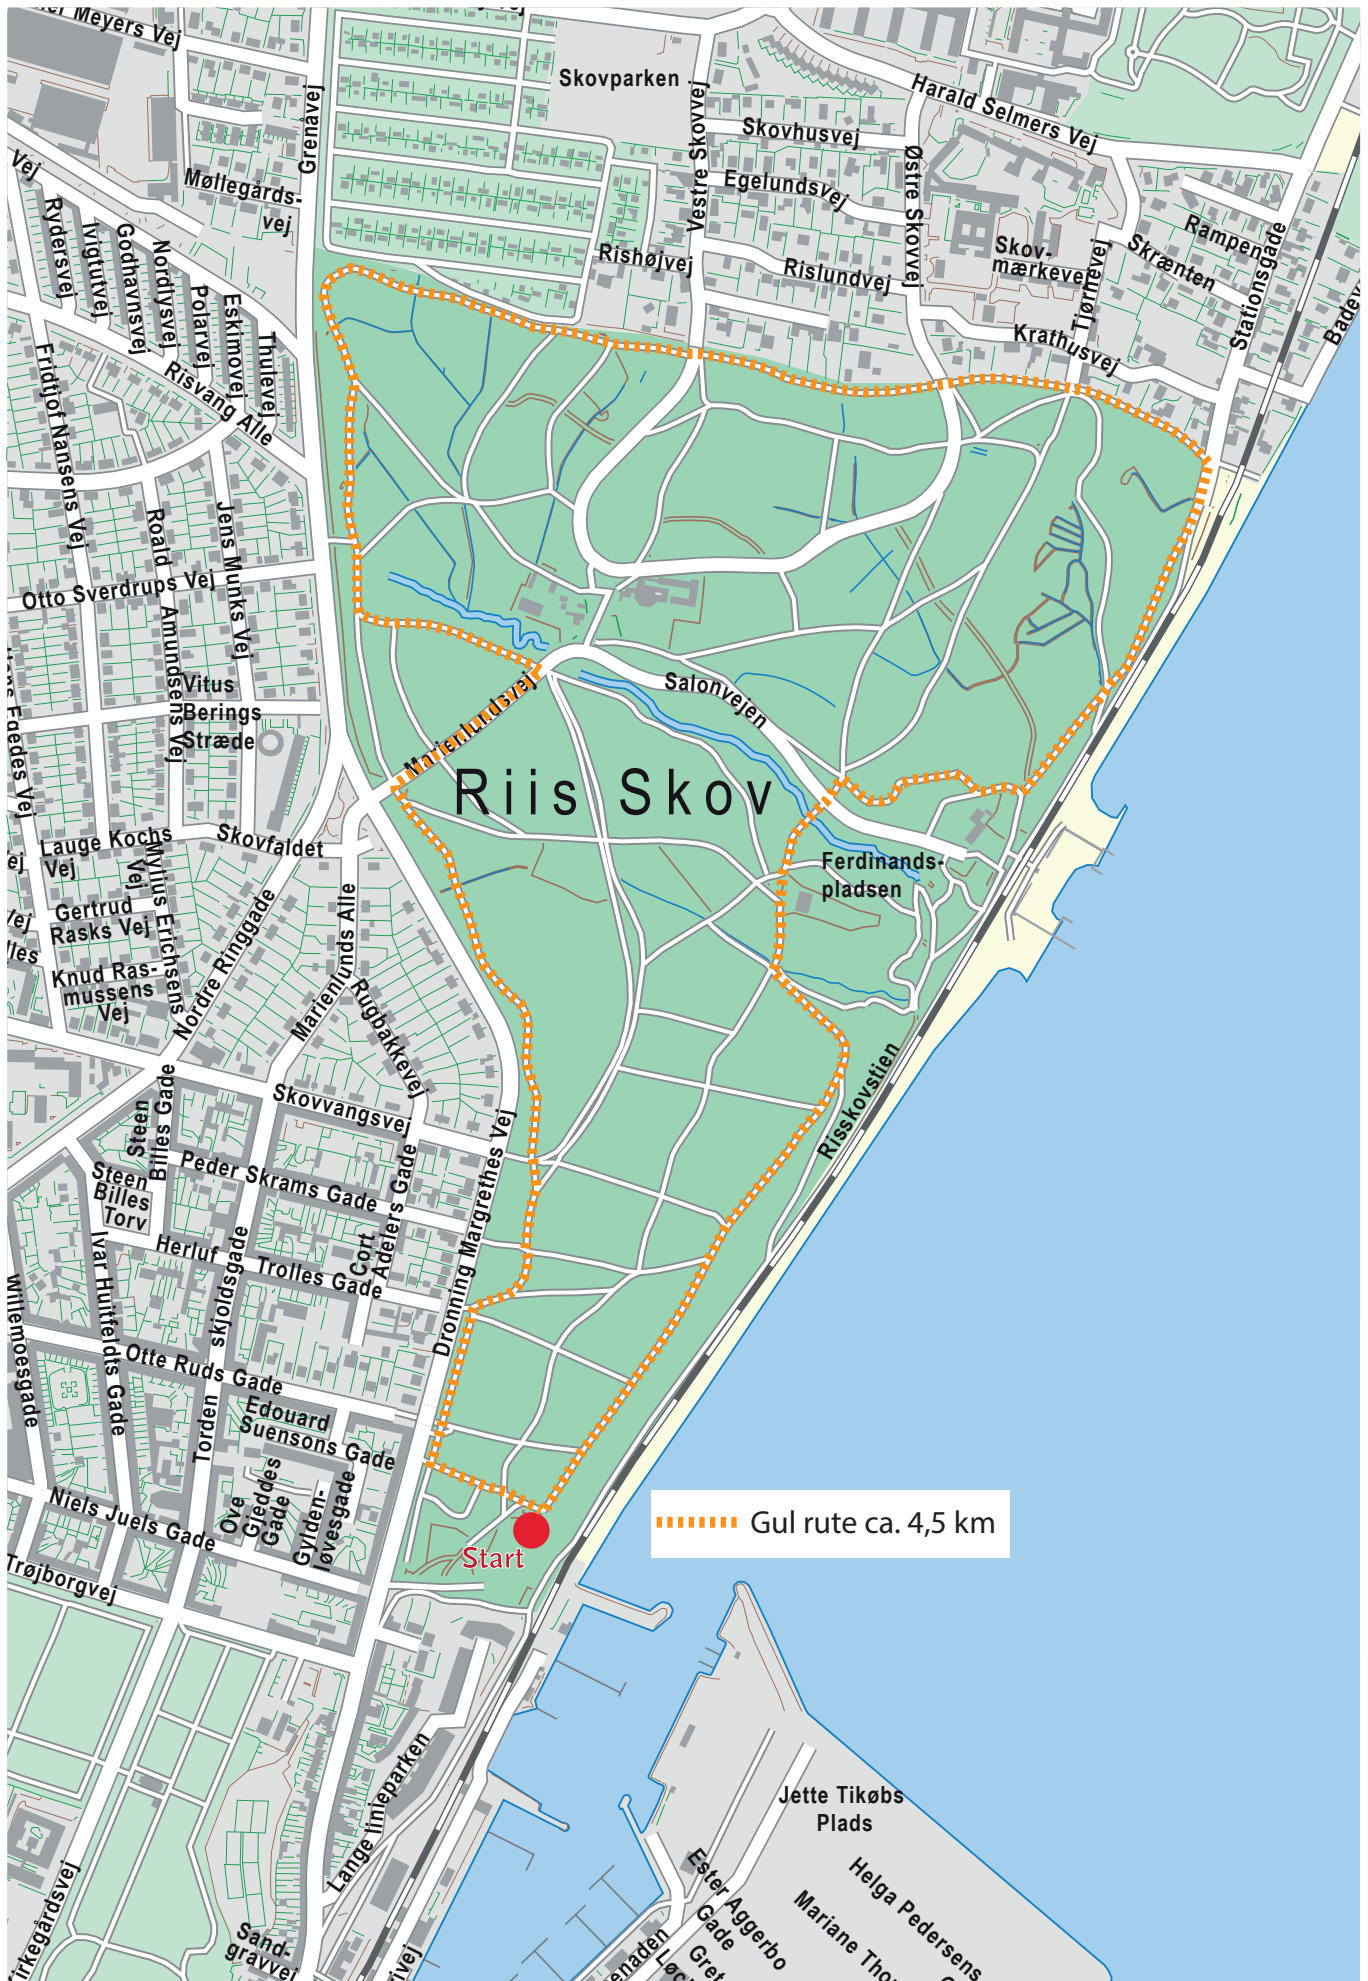 Meyers Vej
Skovparken
Grenåvej
Vestre Skovvej
Harald Selmers Vej
Skovhusvej
Egelundsvej
Østre Skovvej
Vej
Møllegårds-
vej
Rampen
Skrænten
Stationsgade
Rydersvej
Ivigtutvej
Godhavnsvej
Nordlysvej
Polarvej
Eskimovej
Thulevej
Rishøjvej
Rislundvej
Skov-
mærkevej
Tjørnevej
Krathusvej
Fridtjof Nansens Vej
Risvang Alle
Roald
Amundsens Vej
Jens Munks Vej
Otto Sverdrups Vej
Egedes Vej
Vitus
Berings
Stræde
Marienlundsvej
Salonvejen
Riis Skov
Lauge Kochs
Vej
Mylius Erichsens
Vej
Skovfaldet
Gertrud
Rasks Vej
Knud Ras-
mussens
Vej
Nordre Ringgade
Marienlunds Alle
Rugbakkevej
Ferdinands-
pladsen
Risskovstien
Skovvangsvej
Steen
Billes Gade
Peder Skrams Gade
Steen
Billes
Torv
Cort
Adelers Gade
Dronning Margrethes Vej
Herluf
Trolles Gade
Willemoesgade
Ivar Huitfeldts Gade
Torden
skjoldsgade
Otte Ruds Gade
Edouard
Suensons Gade
Ove
Gjeddes
Gade
Gylden-
løvesgade
Niels Juels Gade
Trøjborgvej
Start
Gul rute ca. 4,5 km
Lange linieparken
Sand-
gravvej
Jette Tikøbs
Plads
Ester Aggerbo
Gade
Helga Pedersens
Mariane